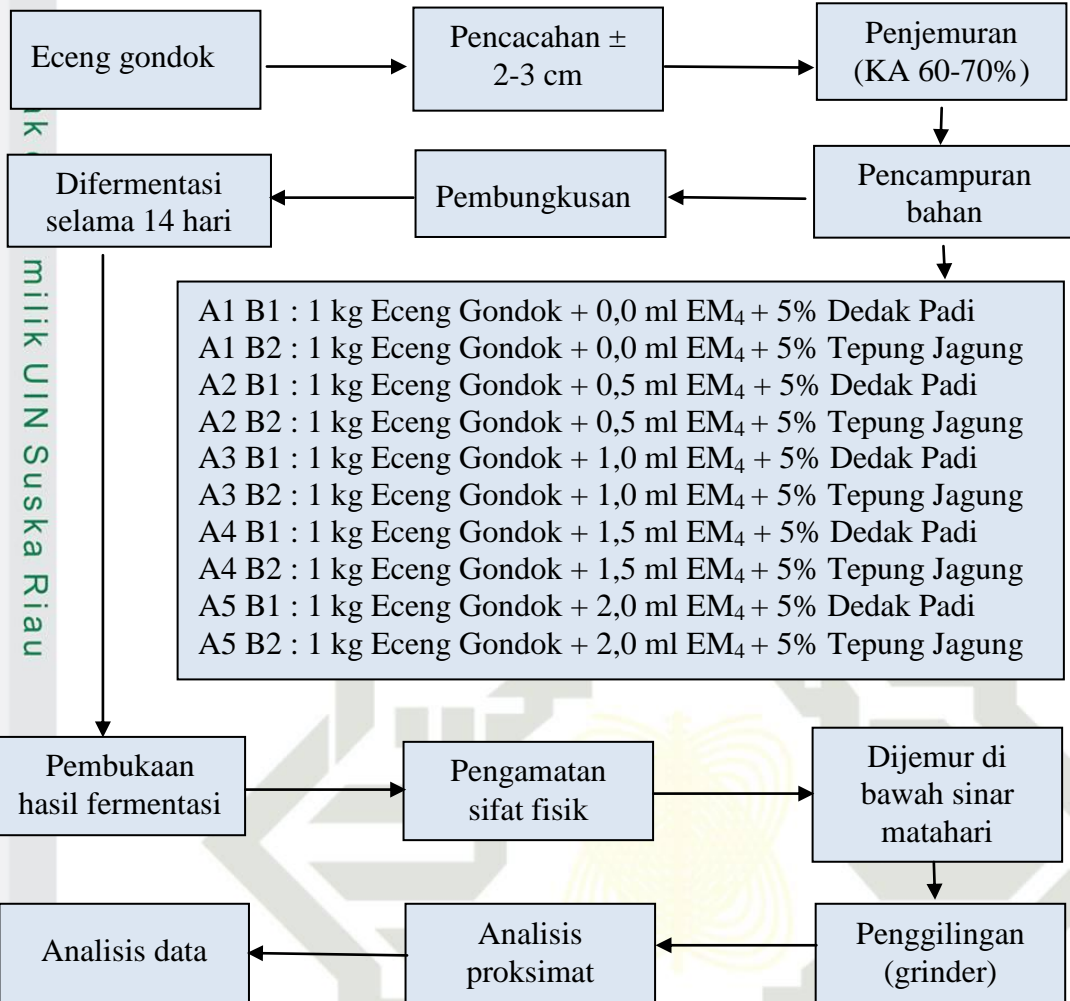 Eceng gondok
Pencacahan ±
2-3 cm
Penjemuran
(KA 60-70%)
Pencampuran
bahan
Pembungkusan
Difermentasi
selama 14 hari
A1 B1 : 1 kg Eceng Gondok + 0,0 ml EM₄ + 5% Dedak Padi
A1 B2 : 1 kg Eceng Gondok + 0,0 ml EM₄ + 5% Tepung Jagung
A2 B1 : 1 kg Eceng Gondok + 0,5 ml EM₄ + 5% Dedak Padi
A2 B2 : 1 kg Eceng Gondok + 0,5 ml EM₄ + 5% Tepung Jagung
A3 B1 : 1 kg Eceng Gondok + 1,0 ml EM₄ + 5% Dedak Padi
A3 B2 : 1 kg Eceng Gondok + 1,0 ml EM₄ + 5% Tepung Jagung
A4 B1 : 1 kg Eceng Gondok + 1,5 ml EM₄ + 5% Dedak Padi
A4 B2 : 1 kg Eceng Gondok + 1,5 ml EM₄ + 5% Tepung Jagung
A5 B1 : 1 kg Eceng Gondok + 2,0 ml EM₄ + 5% Dedak Padi
A5 B2 : 1 kg Eceng Gondok + 2,0 ml EM₄ + 5% Tepung Jagung
Pembukaan
hasil fermentasi
Pengamatan
sifat fisik
Dijemur di
bawah sinar
matahari
Penggilingan
(grinder)
Analisis
proksimat
Analisis data
milik UIN Suska Riau